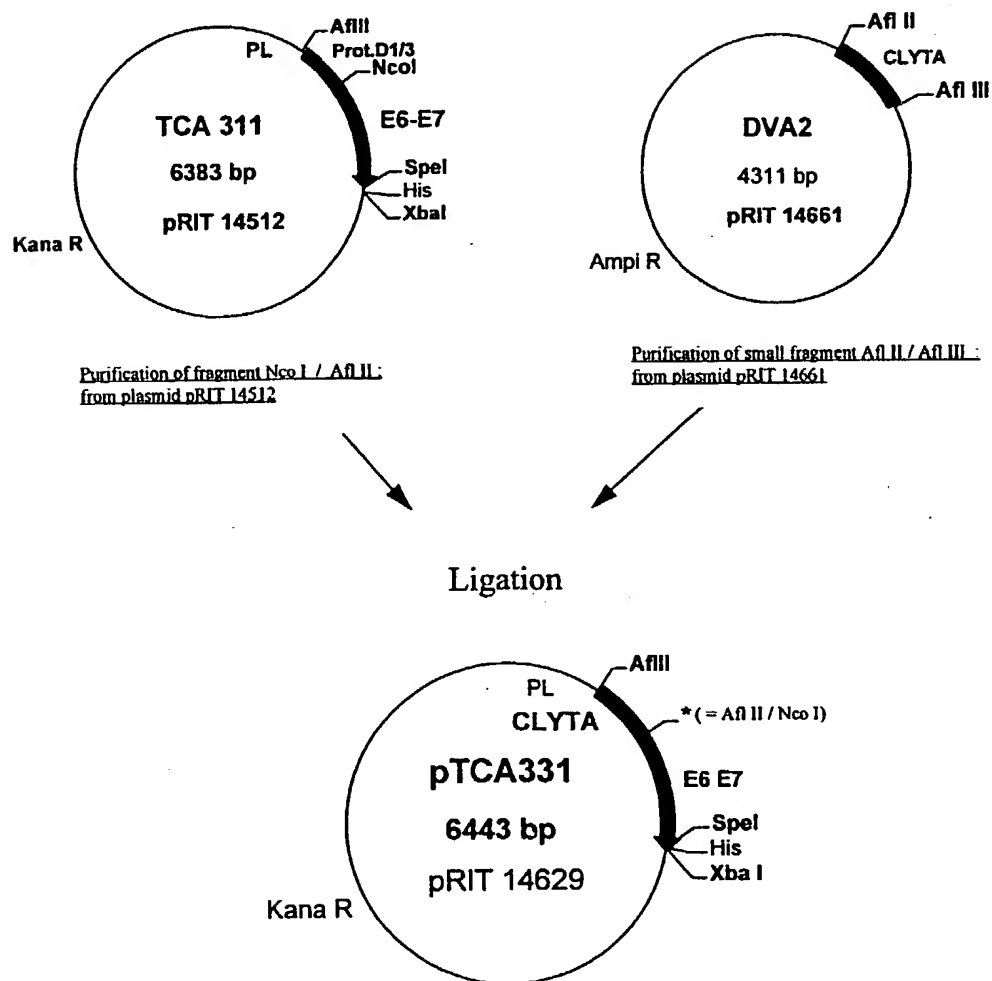 AflII
PL
Prot.D1/3
NcoI
E6-E7
TCA 311
6383 bp
pRIT 14512
SpeI
His
XbaI
Kana R
Afl II
CLYTA
Afl III
DVA2
4311 bp
pRIT 14661
Ampi R
Purification of fragment Nco I / Afl II :
from plasmid pRIT 14512
Purification of small fragment Afl II / Afl III :
from plasmid pRIT 14661
Ligation
AflII
PL
CLYTA
*( = Afl II / Nco I)
pTCA331
E6 E7
6443 bp
SpeI
His
Xba I
pRIT 14629
Kana R